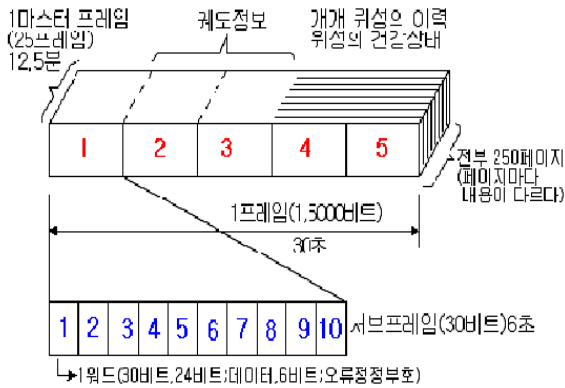 1마스터 프레임
(25프레임)
12.5분
궤도정보
개개 위성의 이력
위성의 건강상태
1 2 3 4 5
전부 250페이지
(페이지마다
내용이 다르다)
1프레임(1,5000비트)
30초
1 2 3 4 5 6 7 8 9 10
서브프레임(30비트)6초
1워드(30비트,24비트;데이터,6비트;오류정정부호)